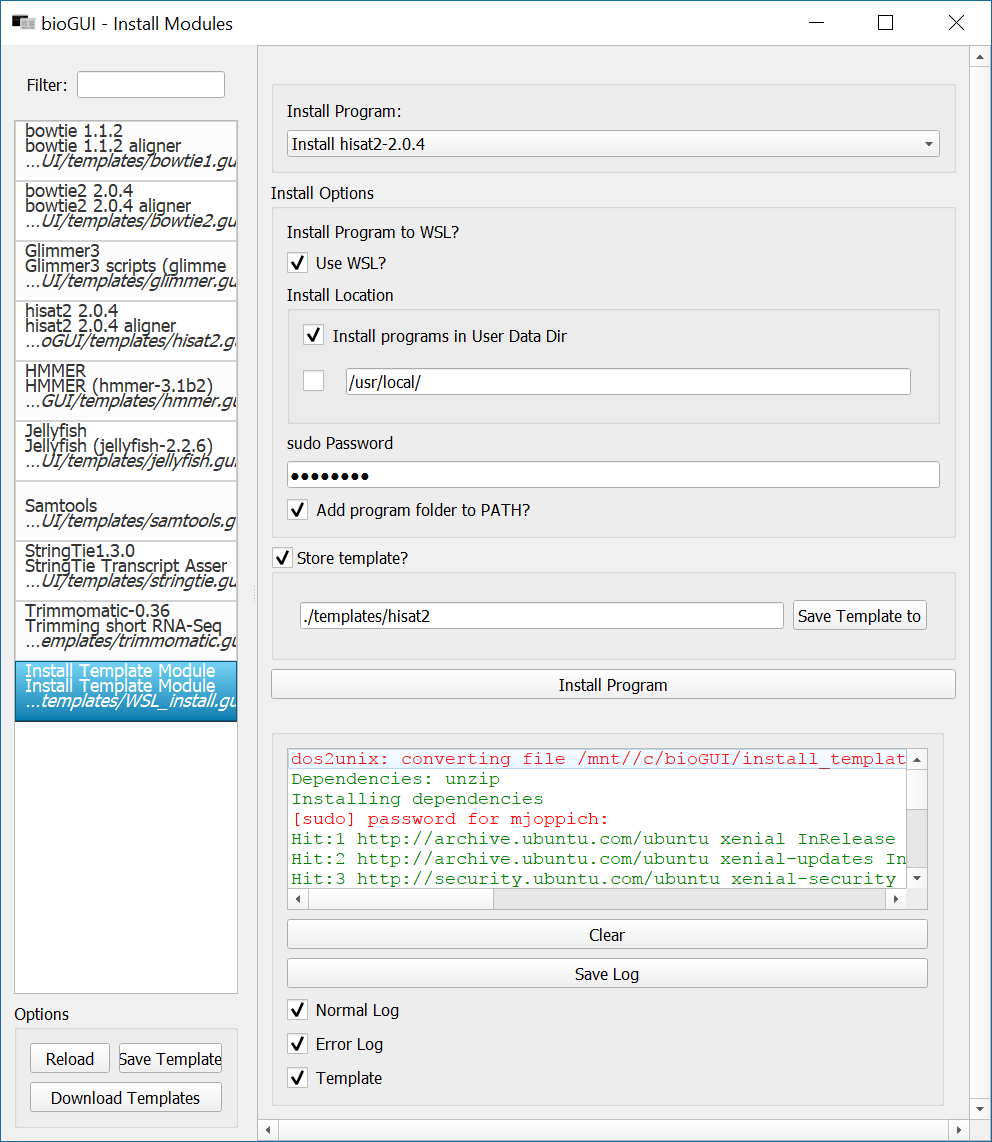 bioGUI - Install Modules
Filter:
bowtie 1.1.2
bowtie 1.1.2 aligner
...UI/templates/bowtie1.gu
bowtie2 2.0.4
bowtie2 2.0.4 aligner
...UI/templates/bowtie2.gu
Glimmer3
Glimmer3 scripts (glimme
...UI/templates/glimmer.gu
hisat2 2.0.4
hisat2 2.0.4 aligner
...oGUI/templates/hisat2.g
HMMER
HMMER (hmmer-3.1b2)
...GUI/templates/hmmer.gu
Jellyfish
Jellyfish (jellyfish-2.2.6)
...UI/templates/jellyfish.gu
Samtools
...UI/templates/samtools.g
StringTie1.3.0
StringTie Transcript Asser
...UI/templates/stringtie.gu
Trimmomatic-0.36
Trimming short RNA-Seq
...emplates/trimmomatic.gu
Install Template Module
Install Template Module
...templates/WSL_install.gu
Options
Reload
Save Template
Download Templates
Install Program:
Install hisat2-2.0.4
Install Options
Install Program to WSL?
Use WSL?
Install Location
Install programs in User Data Dir
/usr/local/
sudo Password
●●●●●●●●
Add program folder to PATH?
Store template?
./templates/hisat2
Save Template to
Install Program
dos2unix: converting file /mnt//c/bioGUI/install_templat
Dependencies: unzip
Installing dependencies
[sudo] password for mjoppich:
Hit:1 http://archive.ubuntu.com/ubuntu xenial InRelease
Hit:2 http://archive.ubuntu.com/ubuntu xenial-updates In
Hit:3 http://security.ubuntu.com/ubuntu xenial-security
Clear
Save Log
Normal Log
Error Log
Template